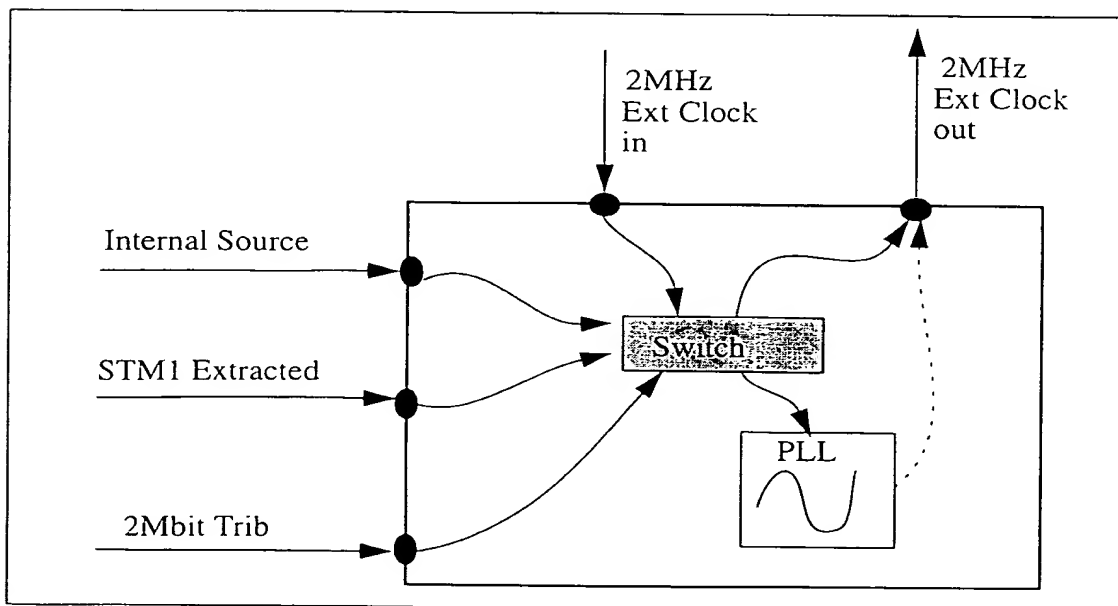 2MHz
Ext Clock
in
2MHz
Ext Clock
out
Internal Source
STM1 Extracted
Switch
PLL
2Mbit Trib